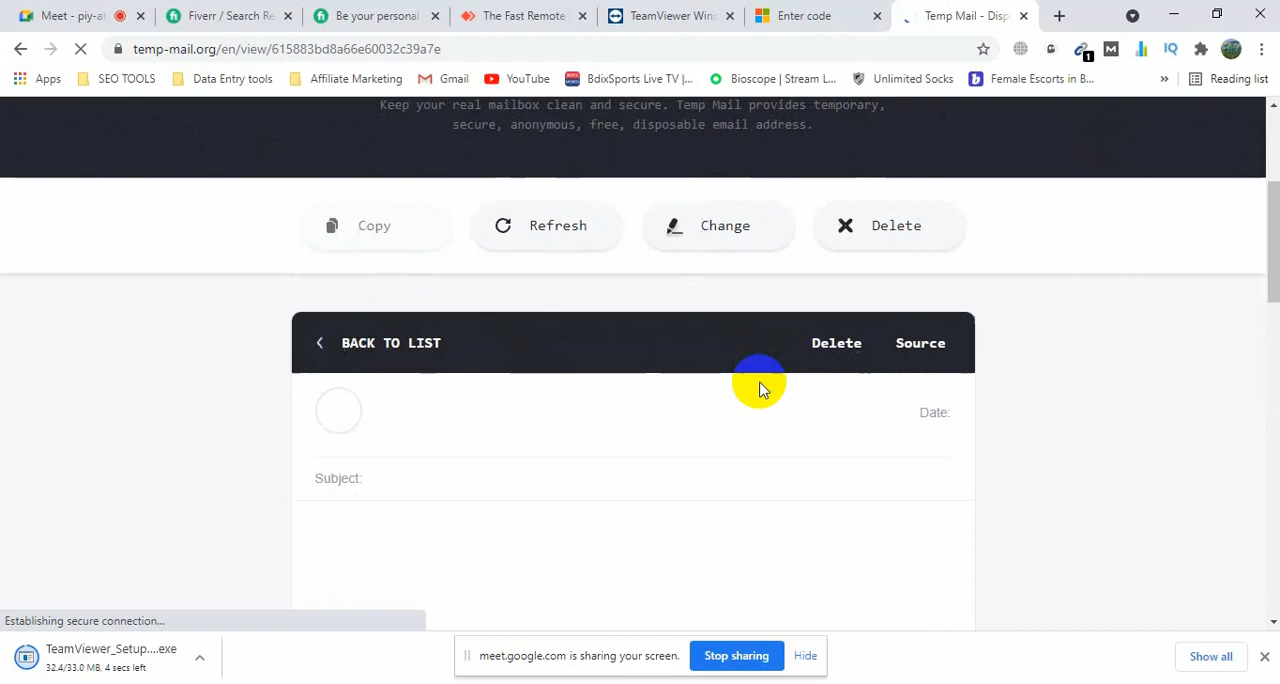 Meet - piy-at
Fiverr / Search Re
Be your personal
The Fast Remote
TeamViewer Win
Enter code
Temp Mail - Disp
temp-mail.org/en/view/615883bd8a66e60032c39a7e
1
M
IQ
Apps
SEO TOOLS
Data Entry tools
Affiliate Marketing
Gmail
YouTube
BdixSports Live TV |...
Bioscope | Stream L...
Unlimited Socks
b
Female Escorts in B...
»
Reading list
Keep your real mailbox clean and secure. Temp Mail provides temporary,
secure, anonymous, free, disposable email address.
Copy
Refresh
Change
Delete
BACK TO LIST
Delete
Source
Date:
Subject:
Establishing secure connection...
TeamViewer_Setup....exe
32.4/33.0 MB, 4 secs left
meet.google.com is sharing your screen.
Stop sharing
Hide
Show all